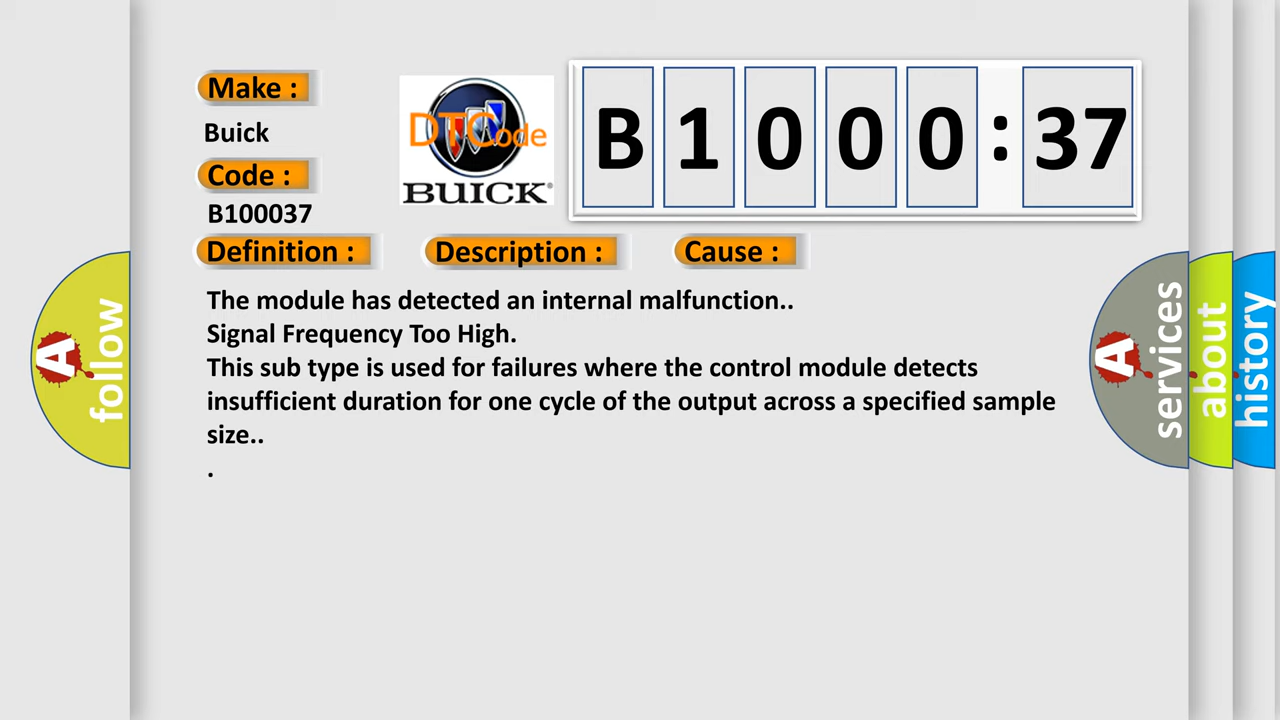 Make :
Buick
Code :
B100037
DTCode
BUICK®
B 1 0 0 0 : 37
Definition :
Description :
Cause :
The module has detected an internal malfunction..
Signal Frequency Too High.
This sub type is used for failures where the control module detects
insufficient duration for one cycle of the output across a specified sample
size..
.
A follow
A services
about
history